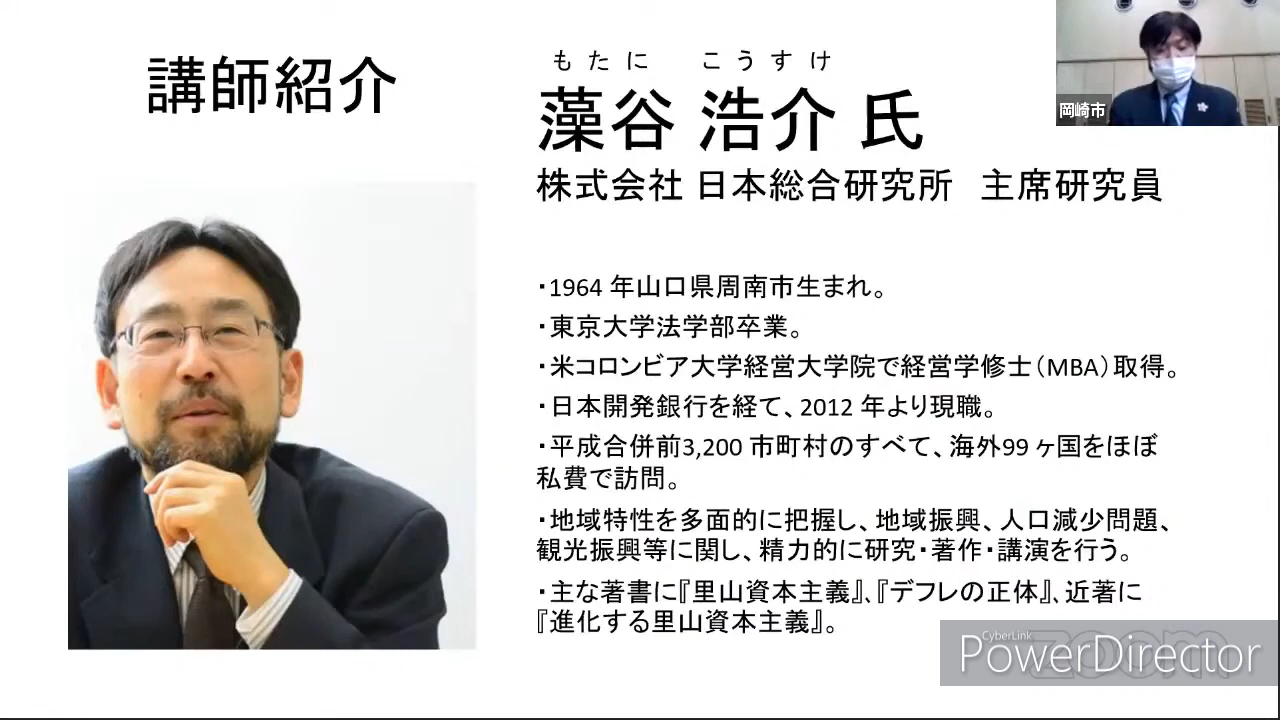 講師紹介
もたに こうすけ
藻谷 浩介 氏
株式会社 日本総合研究所 主席研究員
・1964 年山口県周南市生まれ。
・東京大学法学部卒業。
・米コロンビア大学経営大学院で経営学修士（MBA）取得。
・日本開発銀行を経て、2012 年より現職。
・平成合併前3,200 市町村のすべて、海外99 ヶ国をほぼ
私費で訪問。
・地域特性を多面的に把握し、地域振興、人口減少問題、
観光振興等に関し、精力的に研究・著作・講演を行う。
・主な著書に『里山資本主義』、『デフレの正体』、近著に
『進化する里山資本主義』。
岡崎市
zoom
CyberLink
PowerDirector